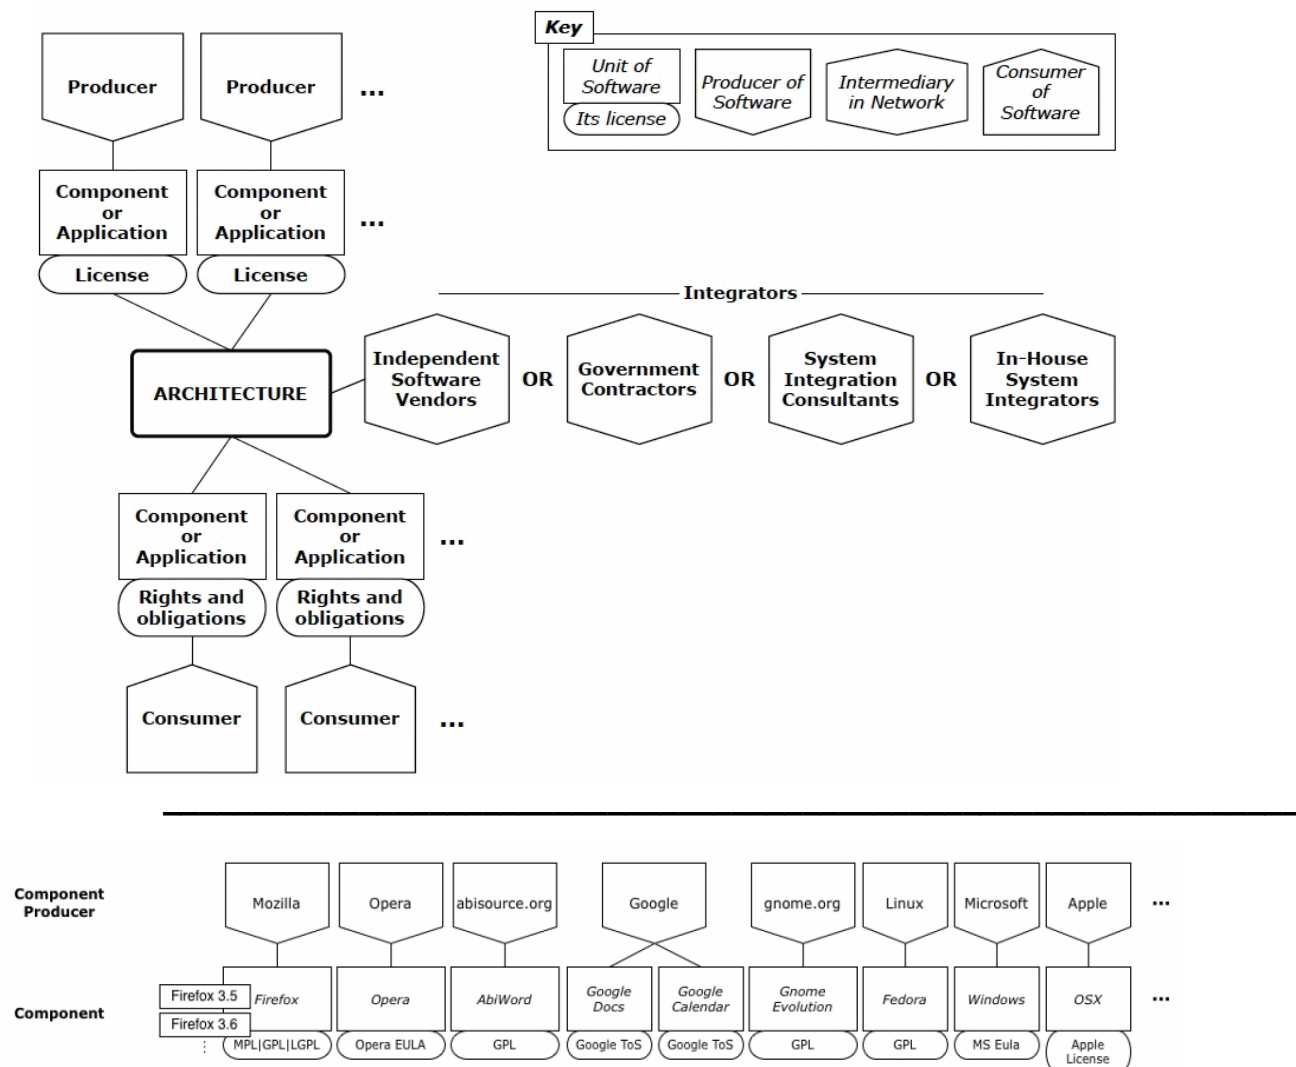 Key
Unit of
Software
Its license
Producer of
Software
Intermediary
in Network
Consumer
of
Software
Producer
Producer
...
Component
or
Application
Component
or
Application
...
License
License
Integrators
ARCHITECTURE
Independent
Software
Vendors
OR
Government
Contractors
OR
System
Integration
Consultants
OR
In-House
System
Integrators
Component
or
Application
Component
or
Application
...
Rights and
obligations
Rights and
obligations
Consumer
Consumer
...
Component
Producer
Mozilla
Opera
abisource.org
Google
gnome.org
Linux
Microsoft
Apple
...
Component
Firefox 3.5
Firefox 3.6
Firefox
Opera
AbiWord
Google
Docs
Google
Calendar
Gnome
Evolution
Fedora
Windows
OSX
...
MPL|GPL|LGPL
Opera EULA
GPL
Google ToS
Google ToS
GPL
GPL
MS Eula
Apple
License